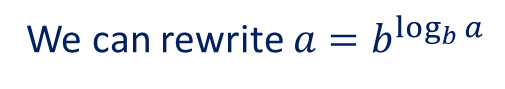 We can rewrite a = b^{log_b a}